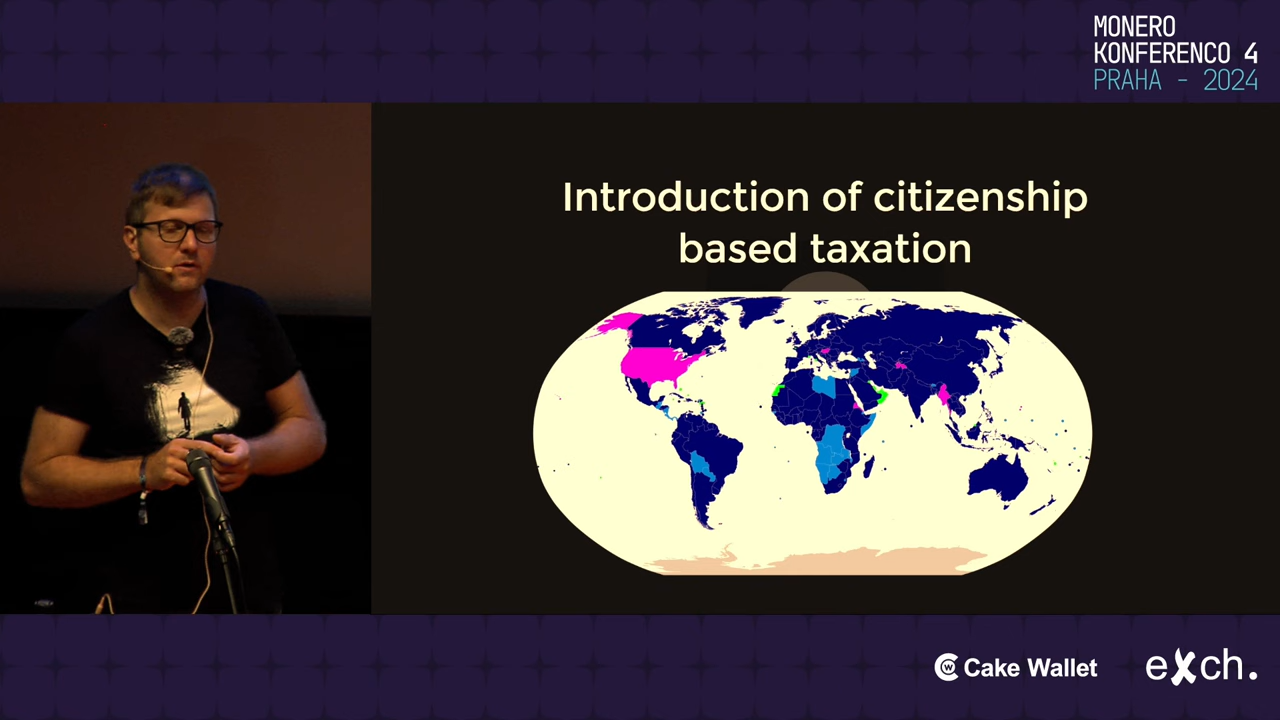 MONERO
KONFERENCO 4
PRAHA - 2024
Introduction of citizenship
based taxation
Cake Wallet
exch.